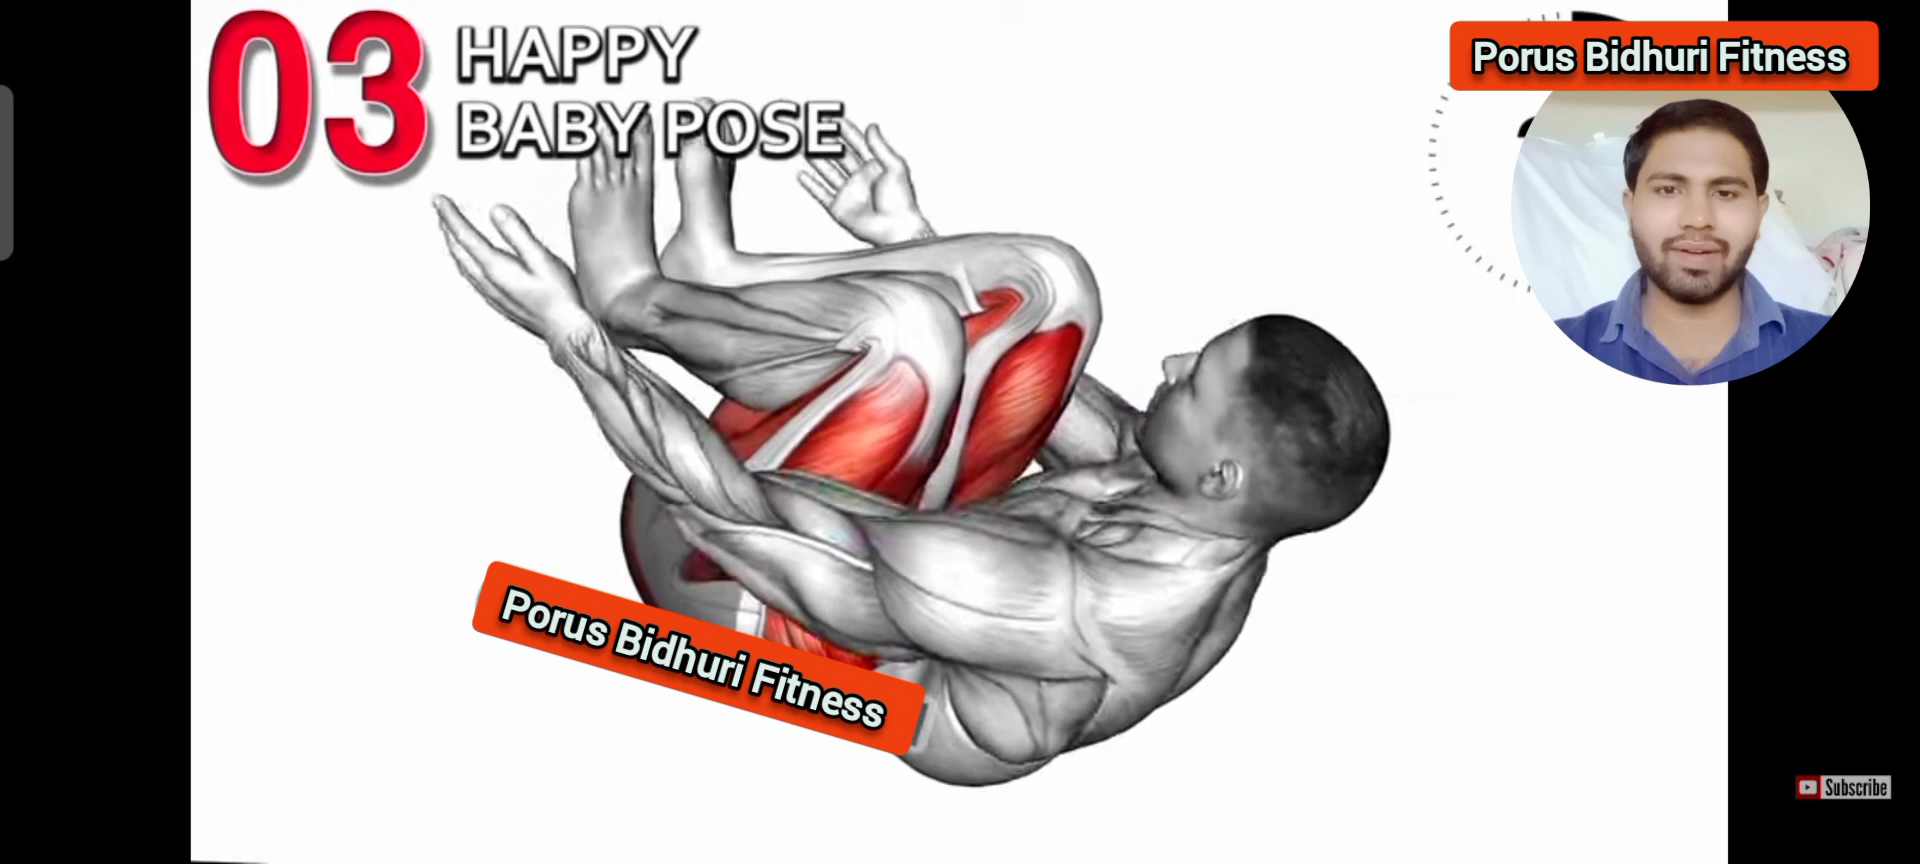 03
HAPPY
BABY POSE
Porus Bidhuri Fitness
Porus Bidhuri Fitness
Subscribe